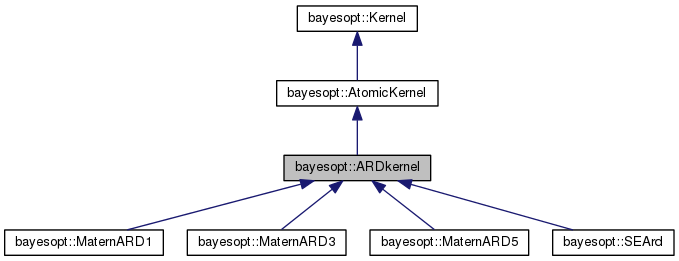 bayesopt::Kernel
bayesopt::AtomicKernel
bayesopt::ARDkernel
bayesopt::MaternARD1
bayesopt::MaternARD3
bayesopt::MaternARD5
bayesopt::SEArd